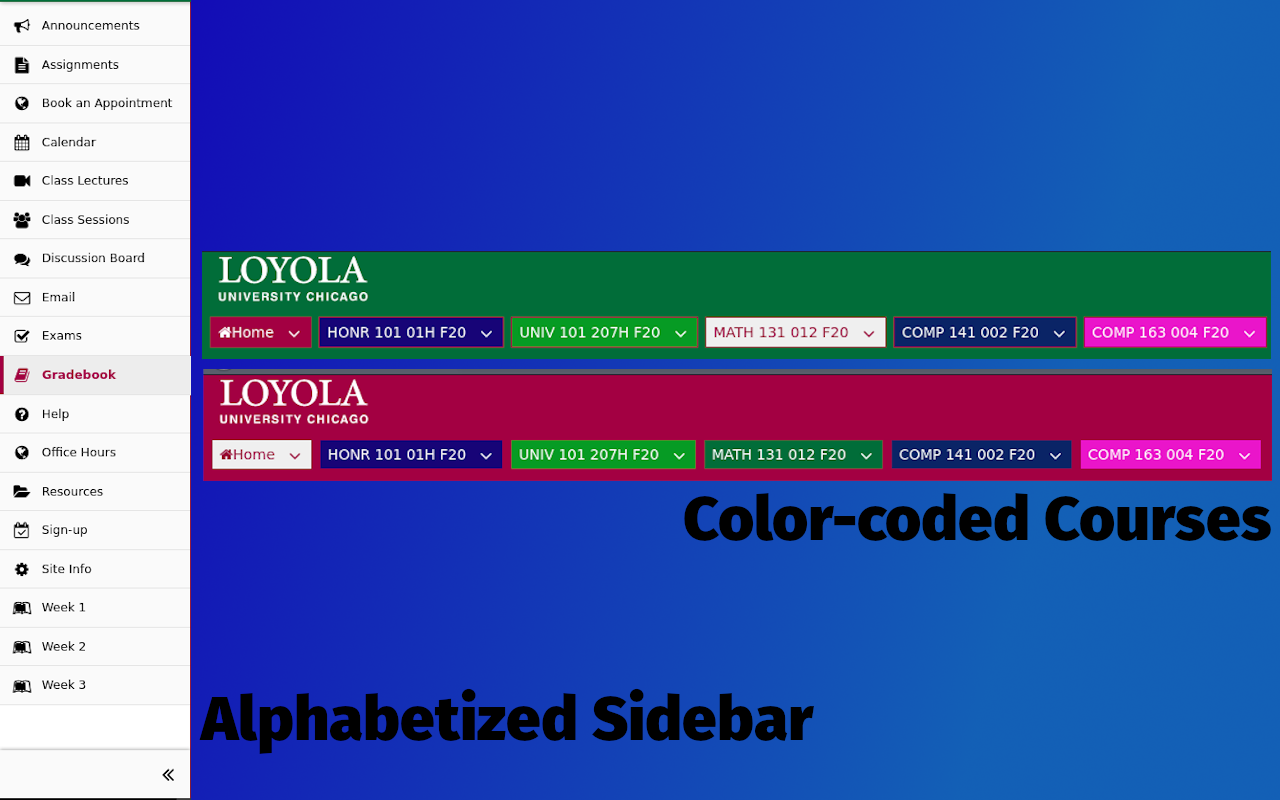 Announcements
Assignments
Book an Appointment
Calendar
Class Lectures
Class Sessions
Discussion Board
Email
Exams
Gradebook
Help
Office Hours
Resources
Sign-up
Site Info
Week 1
Week 2
Week 3
LOYOLA
UNIVERSITY CHICAGO
Home HONR 101 01H F20 UNIV 101 207H F20 MATH 131 012 F20 COMP 141 002 F20 COMP 163 004 F20
LOYOLA
UNIVERSITY CHICAGO
Home HONR 101 01H F20 UNIV 101 207H F20 MATH 131 012 F20 COMP 141 002 F20 COMP 163 004 F20
Color-coded Courses
Alphabetized Sidebar